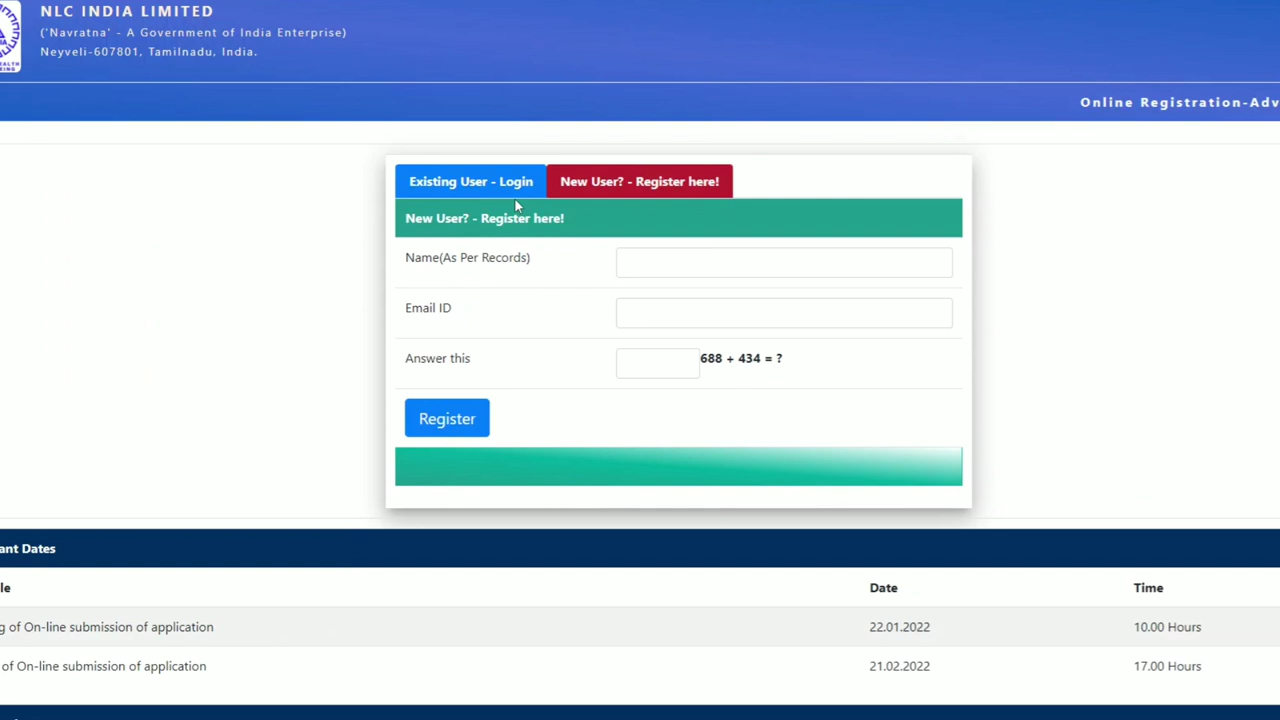 NLC INDIA LIMITED
('Navratna' - A Government of India Enterprise)
Neyveli-607801, Tamilnadu, India.
Online Registration-Adv
Existing User - Login
New User? - Register here!
New User? - Register here!
Name(As Per Records)
Email ID
Answer this
688 + 434 = ?
Register
ant Dates
le Date Time
g of On-line submission of application 22.01.2022 10.00 Hours
of On-line submission of application 21.02.2022 17.00 Hours